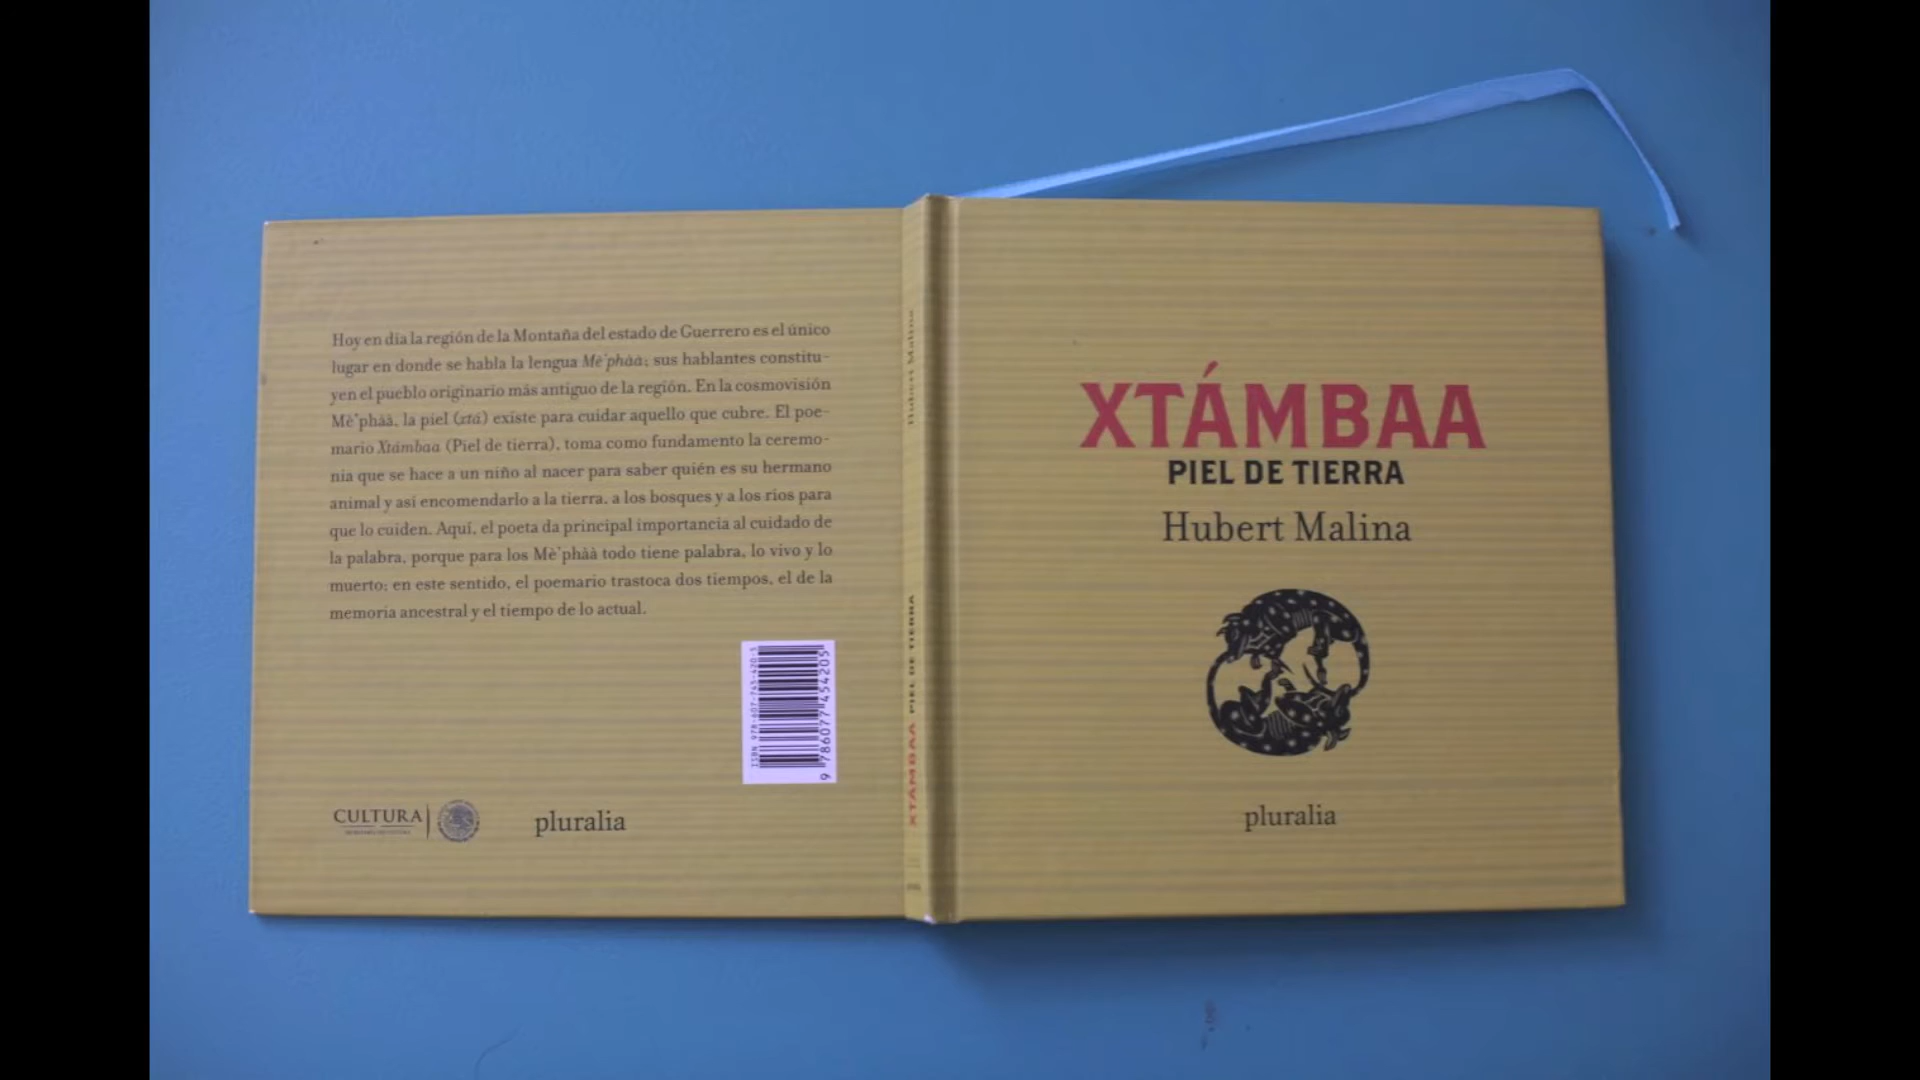 Hoy en día la región de la Montaña del estado de Guerrero es el único
lugar en donde se habla la lengua Mè'phàà; sus hablantes constitu-
yen el pueblo originario más antiguo de la región. En la cosmovisión
Mè'phàà, la piel (xtá) existe para cuidar aquello que cubre. El poe-
mario Xtámbaa (Piel de tierra), toma como fundamento la ceremo-
nia que se hace a un niño al nacer para saber quién es su hermano
animal y así encomendarlo a la tierra, a los bosques y a los ríos para
que lo cuiden. Aquí, el poeta da principal importancia al cuidado de
la palabra, porque para los Mè'phàà todo tiene palabra, lo vivo y lo
muerto; en este sentido, el poemario trastoca dos tiempos, el de la
memoria ancestral y el tiempo de lo actual.
ISBN 978-607-745-420-5
9 786077 454205
CULTURA
pluralia
Hubert Malina
XTÁMBAA PIEL DE TIERRA
XTÁMBAA
PIEL DE TIERRA
Hubert Malina
pluralia